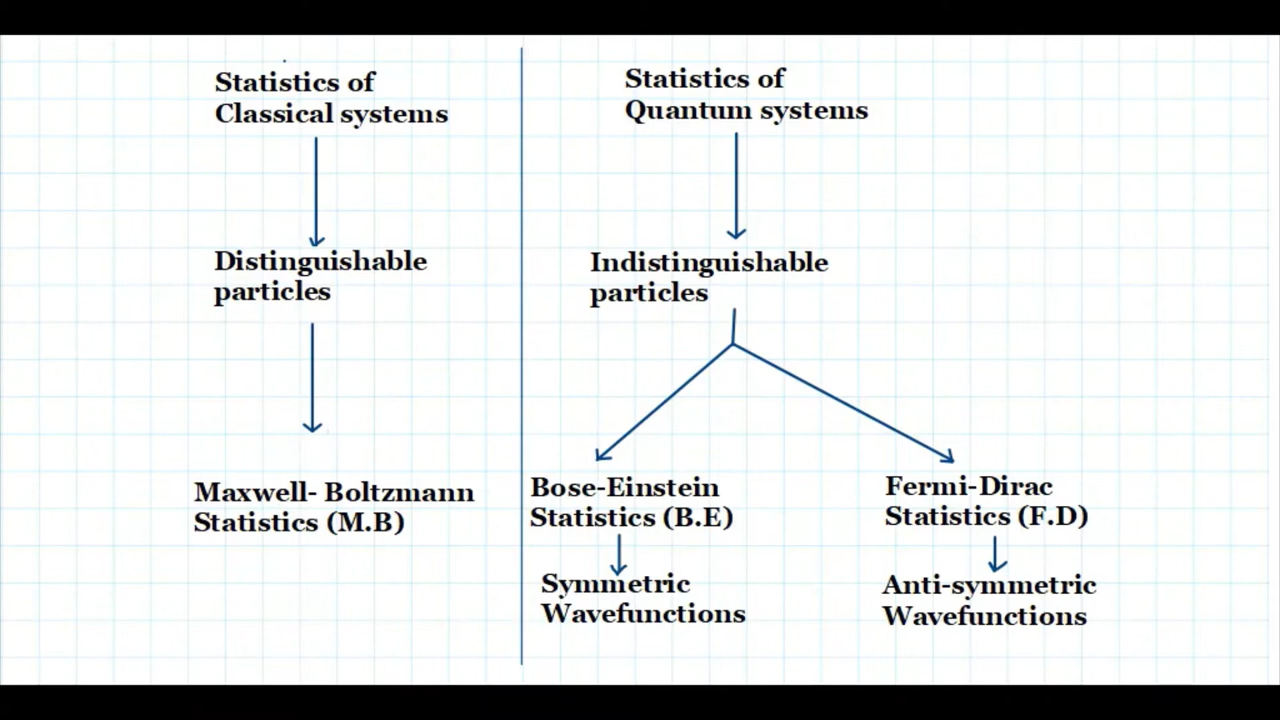 Statistics of
Classical systems
Distinguishable
particles
Maxwell- Boltzmann
Statistics (M.B)
Statistics of
Quantum systems
Indistinguishable
particles
Bose-Einstein
Statistics (B.E)
Symmetric
Wavefunctions
Fermi-Dirac
Statistics (F.D)
Anti-symmetric
Wavefunctions